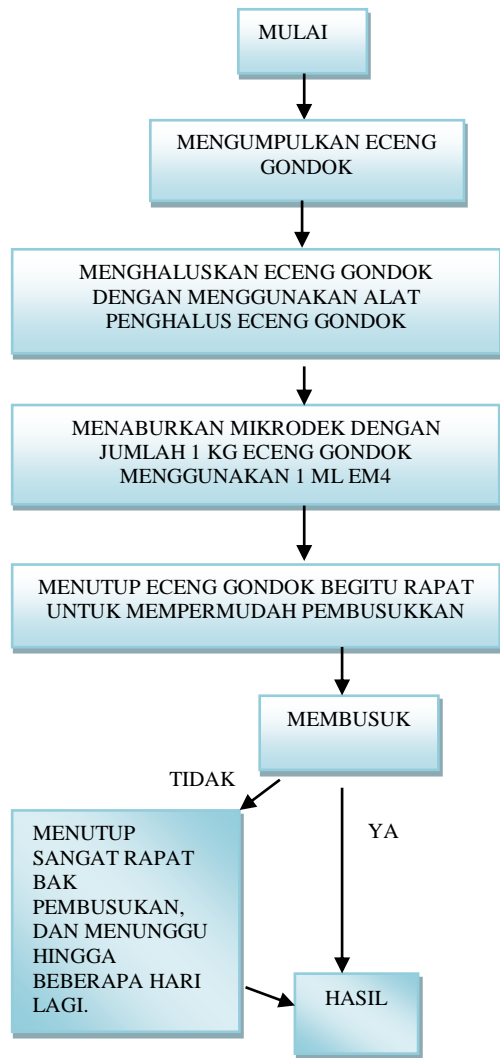 MULAI
MENGUMPULKAN ECENG
GONDOK
MENGHALUSKAN ECENG GONDOK
DENGAN MENGGUNAKAN ALAT
PENGHALUS ECENG GONDOK
MENABURKAN MIKRODEK DENGAN
JUMLAH 1 KG ECENG GONDOK
MENGGUNAKAN 1 ML EM4
MENUTUP ECENG GONDOK BEGITU RAPAT
UNTUK MEMPERMUDAH PEMBUSUKKAN
MEMBUSUK
TIDAK
YA
MENUTUP
SANGAT RAPAT
BAK
PEMBUSUKAN,
DAN MENUNGGU
HINGGA
BEBERAPA HARI
LAGI.
HASIL